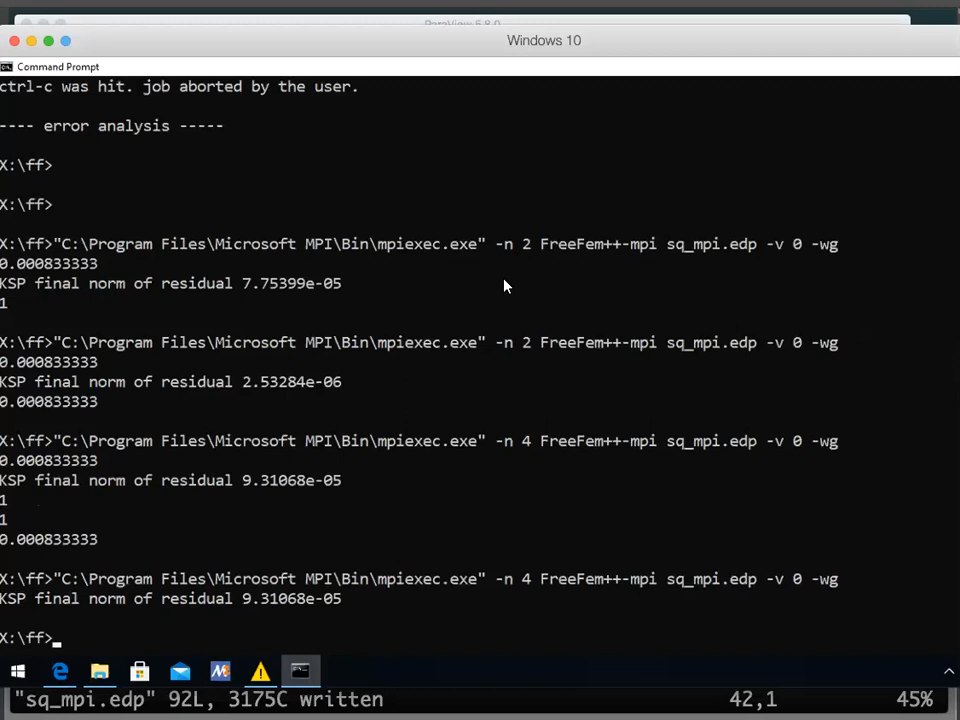 ParaView 5.8.0
Windows 10
Command Prompt
ctrl-c was hit. job aborted by the user.
---- error analysis -----
X:\ff>
X:\ff>
X:\ff>"C:\Program Files\Microsoft MPI\Bin\mpiexec.exe" -n 2 FreeFem++-mpi sq_mpi.edp -v 0 -wg
0.000833333
KSP final norm of residual 7.75399e-05
1
X:\ff>"C:\Program Files\Microsoft MPI\Bin\mpiexec.exe" -n 2 FreeFem++-mpi sq_mpi.edp -v 0 -wg
0.000833333
KSP final norm of residual 2.53284e-06
0.000833333
X:\ff>"C:\Program Files\Microsoft MPI\Bin\mpiexec.exe" -n 4 FreeFem++-mpi sq_mpi.edp -v 0 -wg
0.000833333
KSP final norm of residual 9.31068e-05
1
1
0.000833333
X:\ff>"C:\Program Files\Microsoft MPI\Bin\mpiexec.exe" -n 4 FreeFem++-mpi sq_mpi.edp -v 0 -wg
KSP final norm of residual 9.31068e-05
X:\ff>
"sq_mpi.edp" 92L, 3175C written 42,1 45%